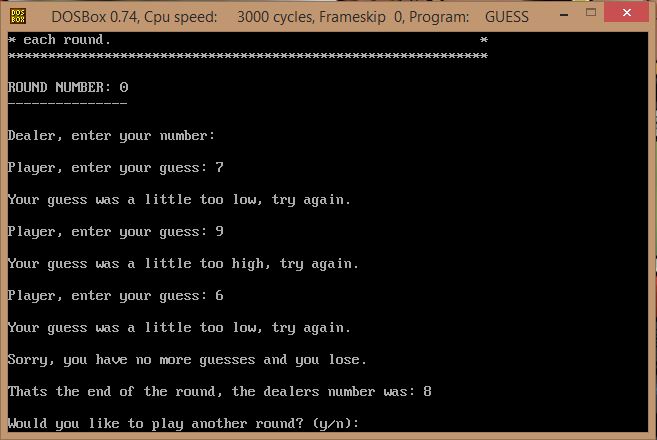 DOSBox 0.74, Cpu speed: 3000 cycles, Frameskip 0, Program: GUESS
* each round. *
************************************************************
ROUND NUMBER: 0
---------------
Dealer, enter your number:
Player, enter your guess: 7
Your guess was a little too low, try again.
Player, enter your guess: 9
Your guess was a little too high, try again.
Player, enter your guess: 6
Your guess was a little too low, try again.
Sorry, you have no more guesses and you lose.
Thats the end of the round, the dealers number was: 8
Would you like to play another round? (y/n):